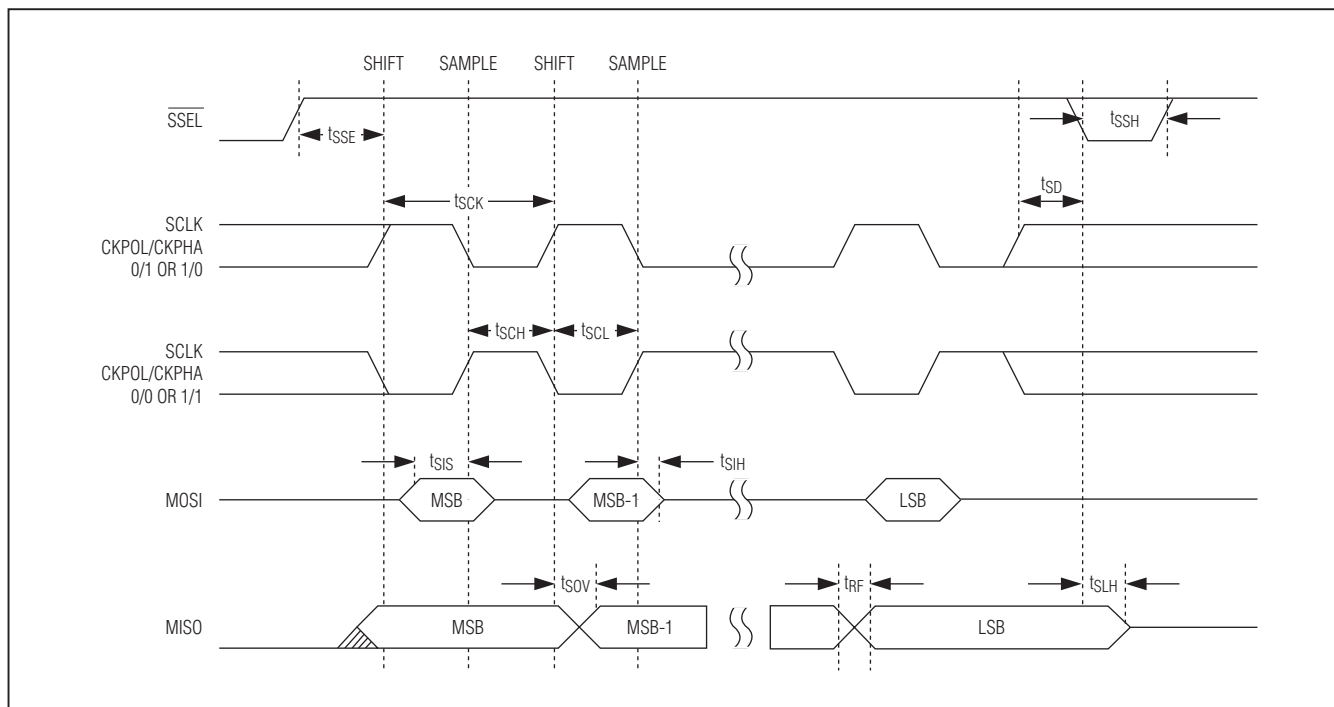 SHIFT SAMPLE SHIFT SAMPLE
SSEL
tSSE
tSSH
tSD
tSCK
SCLK
CKPOL/CKPHA
0/1 OR 1/0
tSCH tSCL
SCLK
CKPOL/CKPHA
0/0 OR 1/1
tSIS tSIH
MOSI MSB MSB-1 LSB
tSOV tRF tSLH
MISO MSB MSB-1 LSB